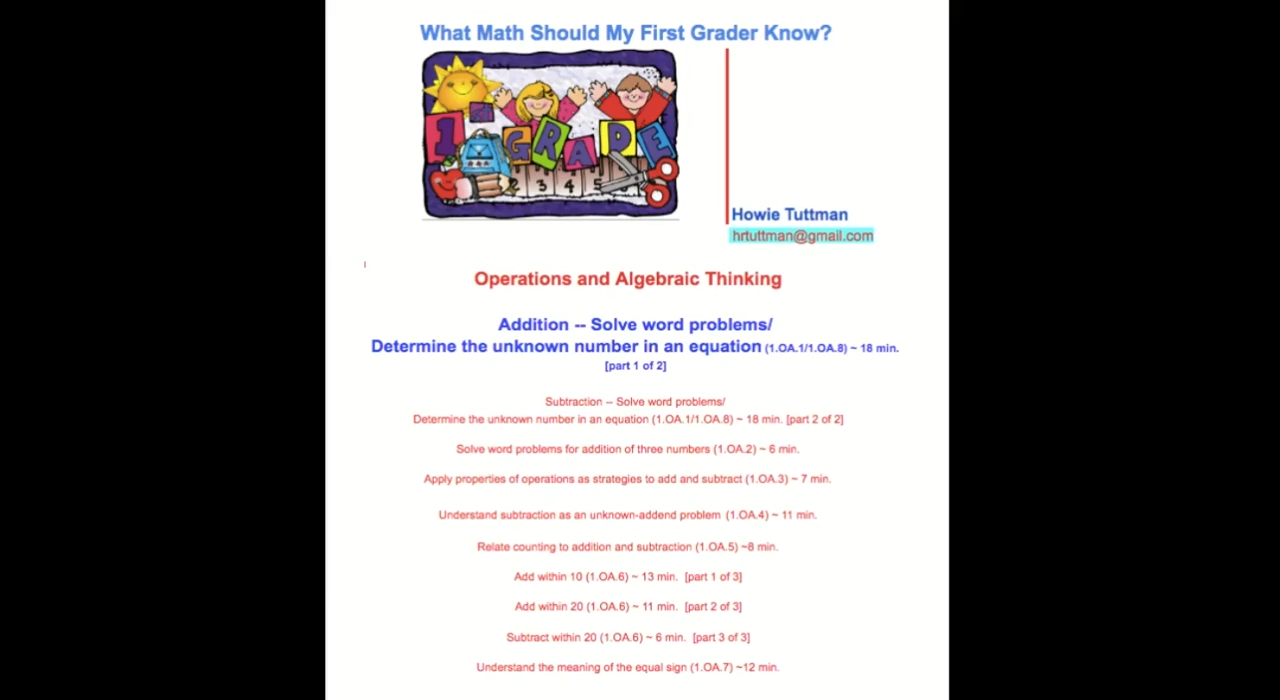 What Math Should My First Grader Know?
1
GRADE
2 3 4 5
Howie Tuttman
hrtuttman@gmail.com
Operations and Algebraic Thinking
Addition -- Solve word problems/
Determine the unknown number in an equation (1.OA.1/1.OA.8) ~ 18 min.
[part 1 of 2]
Subtraction -- Solve word problems/
Determine the unknown number in an equation (1.OA.1/1.OA.8) ~ 18 min. [part 2 of 2]
Solve word problems for addition of three numbers (1.OA.2) ~ 6 min.
Apply properties of operations as strategies to add and subtract (1.OA.3) ~ 7 min.
Understand subtraction as an unknown-addend problem (1.OA.4) ~ 11 min.
Relate counting to addition and subtraction (1.OA.5) ~8 min.
Add within 10 (1.OA.6) ~ 13 min. [part 1 of 3]
Add within 20 (1.OA.6) ~ 11 min. [part 2 of 3]
Subtract within 20 (1.OA.6) ~ 6 min. [part 3 of 3]
Understand the meaning of the equal sign (1.OA.7) ~12 min.